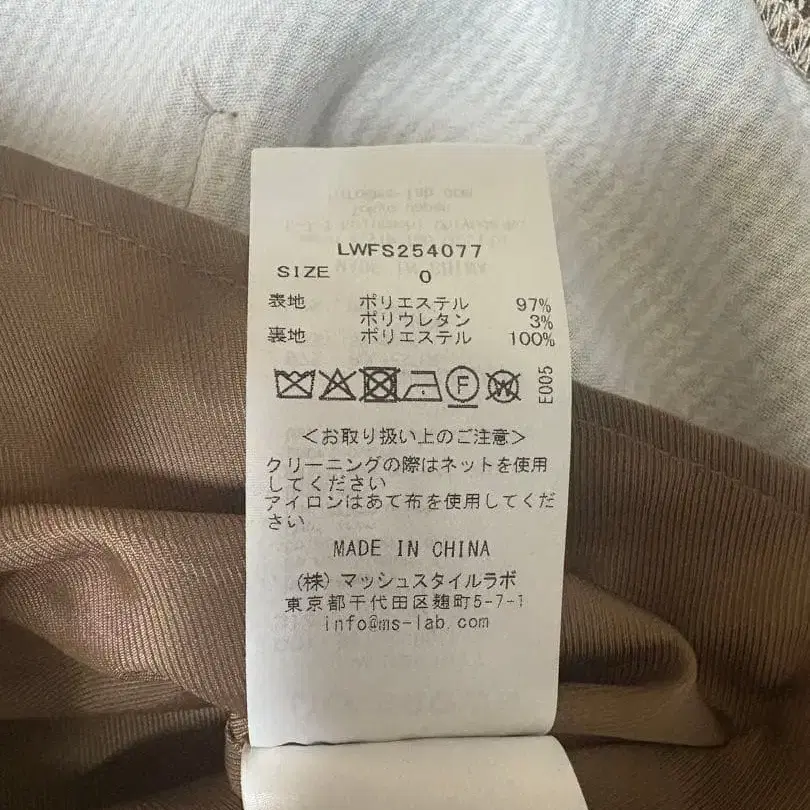 LWFS254077
SIZE 0
表地 ポリエステル 97%
ポリウレタン 3%
裏地 ポリエステル 100%
F W E005
<お取り扱い上のご注意>
クリーニングの際はネットを使用
してください
アイロンはあて布を使用してくだ
さい
MADE IN CHINA
(株) マッシュスタイルラボ
東京都千代田区麹町5-7-1
info@ms-lab.com